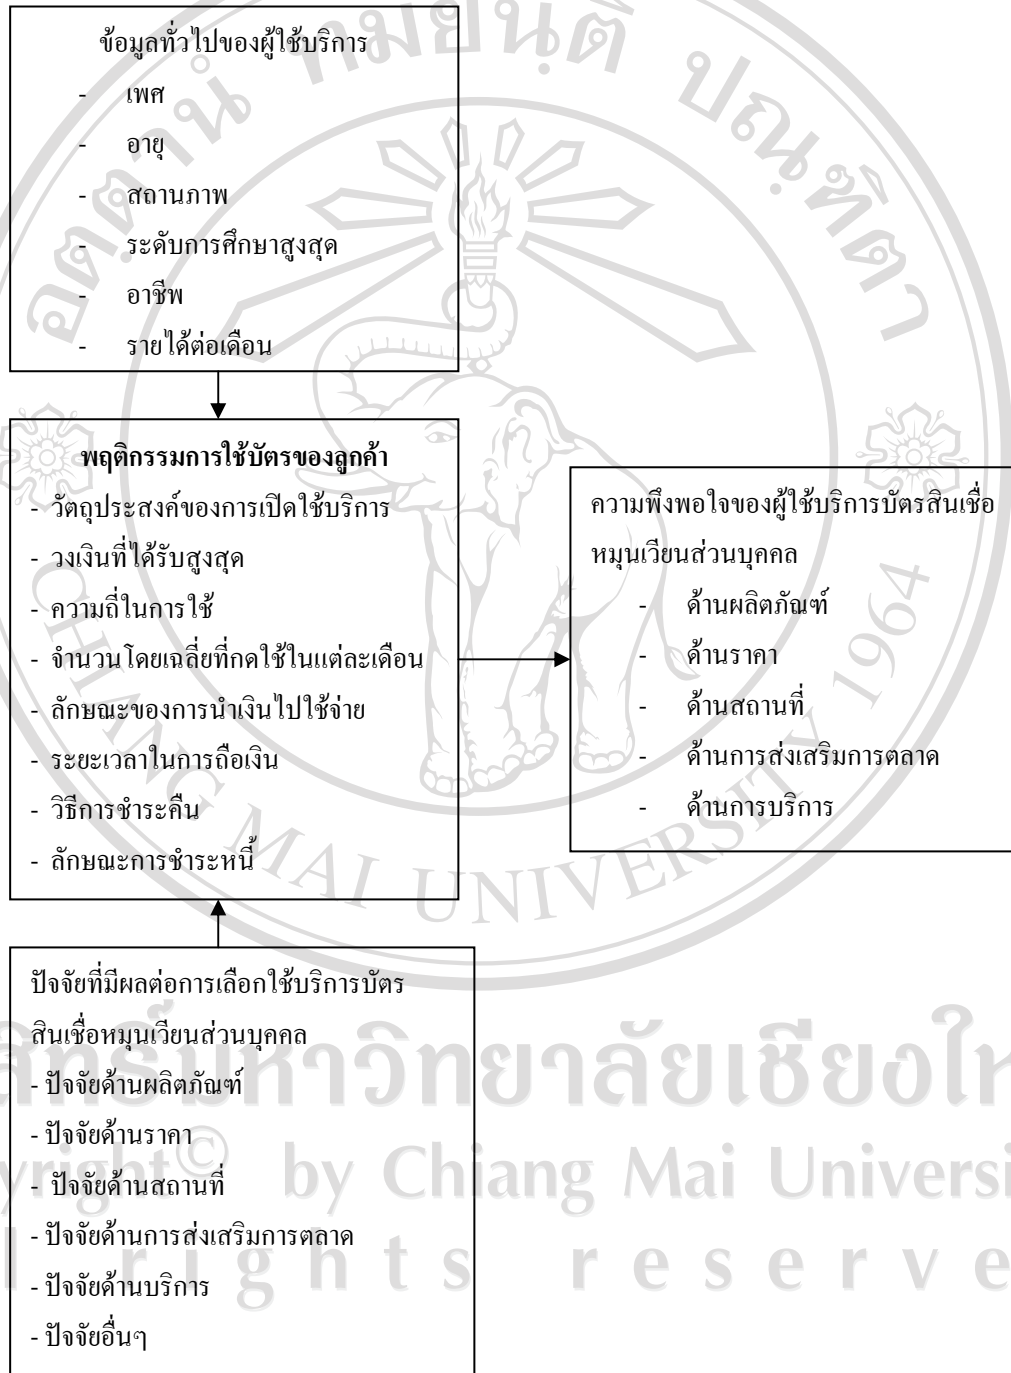 ข้อมูลทั่วไปของผู้ใช้บริการ
- เพศ
- อายุ
- สถานภาพ
- ระดับการศึกษาสูงสุด
- อาชีพ
- รายได้ต่อเดือน
พฤติกรรมการใช้บัตรของลูกค้า
- วัตถุประสงค์ของการเปิดใช้บริการ
- วงเงินที่ได้รับสูงสุด
- ความถี่ในการใช้
- จำนวนโดยเฉลี่ยที่กดใช้ในแต่ละเดือน
- ลักษณะของการนำเงินไปใช้จ่าย
- ระยะเวลาในการถือเงิน
- วิธีการชำระคืน
- ลักษณะการชำระหนี้
ความพึงพอใจของผู้ใช้บริการบัตรสินเชื่อ
หมุนเวียนส่วนบุคคล
- ด้านผลิตภัณฑ์
- ด้านราคา
- ด้านสถานที่
- ด้านการส่งเสริมการตลาด
- ด้านการบริการ
ปัจจัยที่มีผลต่อการเลือกใช้บริการบัตร
สินเชื่อหมุนเวียนส่วนบุคคล
- ปัจจัยด้านผลิตภัณฑ์
- ปัจจัยด้านราคา
- ปัจจัยด้านสถานที่
- ปัจจัยด้านการส่งเสริมการตลาด
- ปัจจัยด้านบริการ
- ปัจจัยอื่นๆ
CHIANG MAI UNIVERSITY 1964
สิทธิ์มหาวิทยาลัยเชียงให
yright© by Chiang Mai Universi
l rights reserve